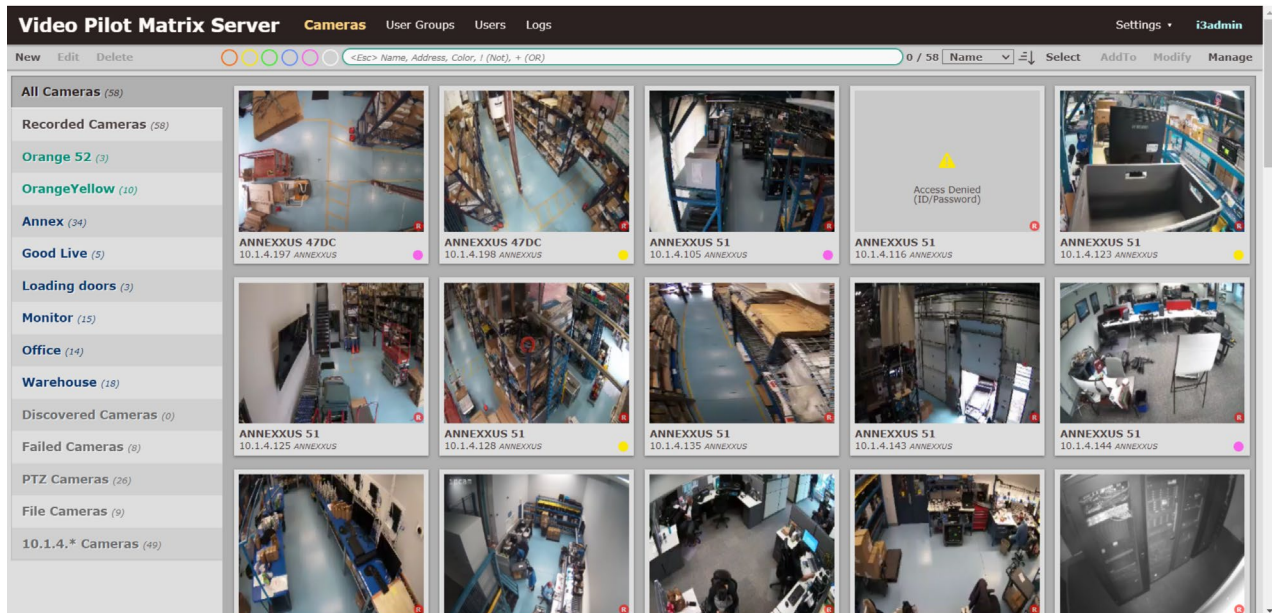 Video Pilot Matrix Server Cameras User Groups Users Logs Settings ▾ i3admin
New Edit Delete <Esc> Name, Address, Color, ! (Not), + (OR) 0 / 58 Name Select AddTo Modify Manage
All Cameras (58)
Recorded Cameras (58)
Orange 52 (3)
OrangeYellow (10)
Annex (34)
Good Live (5)
Loading doors (3)
Monitor (15)
Office (14)
Warehouse (18)
Discovered Cameras (0)
Failed Cameras (8)
PTZ Cameras (26)
File Cameras (9)
10.1.4.* Cameras (49)
Access Denied
(ID/Password)
R R R R R
ANNEXXUS 47DC ANNEXXUS 47DC ANNEXXUS 51 ANNEXXUS 51 ANNEXXUS 51
10.1.4.197 ANNEXXUS 10.1.4.198 ANNEXXUS 10.1.4.105 ANNEXXUS 10.1.4.116 ANNEXXUS 10.1.4.123 ANNEXXUS
R R R R R
ANNEXXUS 51 ANNEXXUS 51 ANNEXXUS 51 ANNEXXUS 51 ANNEXXUS 51
10.1.4.125 ANNEXXUS 10.1.4.128 ANNEXXUS 10.1.4.135 ANNEXXUS 10.1.4.143 ANNEXXUS 10.1.4.144 ANNEXXUS
R R R R R